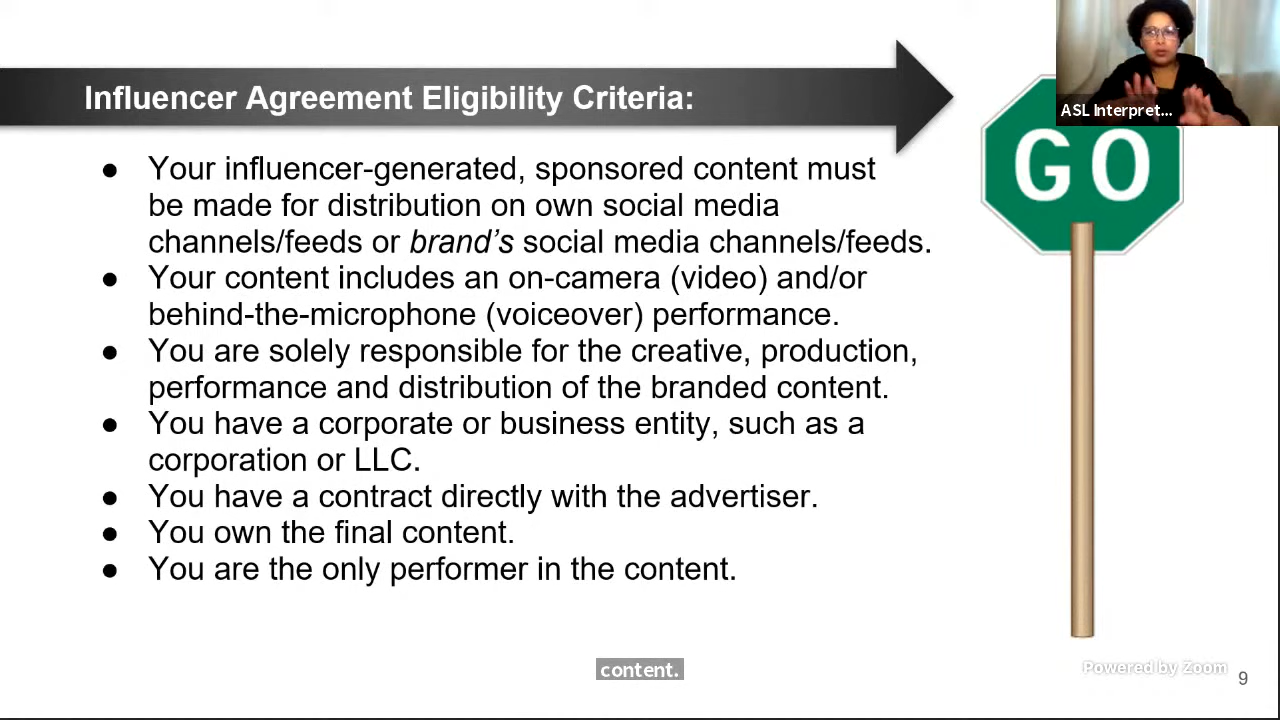 Influencer Agreement Eligibility Criteria:
GO
ASL Interpret...
● Your influencer-generated, sponsored content must
be made for distribution on own social media
channels/feeds or brand's social media channels/feeds.
● Your content includes an on-camera (video) and/or
behind-the-microphone (voiceover) performance.
● You are solely responsible for the creative, production,
performance and distribution of the branded content.
● You have a corporate or business entity, such as a
corporation or LLC.
● You have a contract directly with the advertiser.
● You own the final content.
● You are the only performer in the content.
content.
Powered by Zoom
9